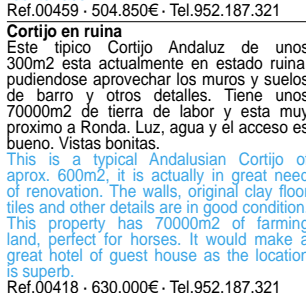 Ref.00459 · 504.850€ · Tel.952.187.321
Cortijo en ruina
Este tipico Cortijo Andaluz de unos
300m2 esta actualmente en estado ruina,
pudiendose aprovechar los muros y suelos
de barro y otros detalles. Tiene unos
70000m2 de tierra de labor y esta muy
proximo a Ronda. Luz, agua y el acceso es
bueno. Vistas bonitas.
This is a typical Andalusian Cortijo of
aprox. 600m2, it is actually in great need
of renovation. The walls, original clay floor
tiles and other details are in good condition.
This property has 70000m2 of farming
land, perfect for horses. It would make a
great hotel of guest house as the location
is superb.
Ref.00418 · 630.000€ · Tel.952.187.321